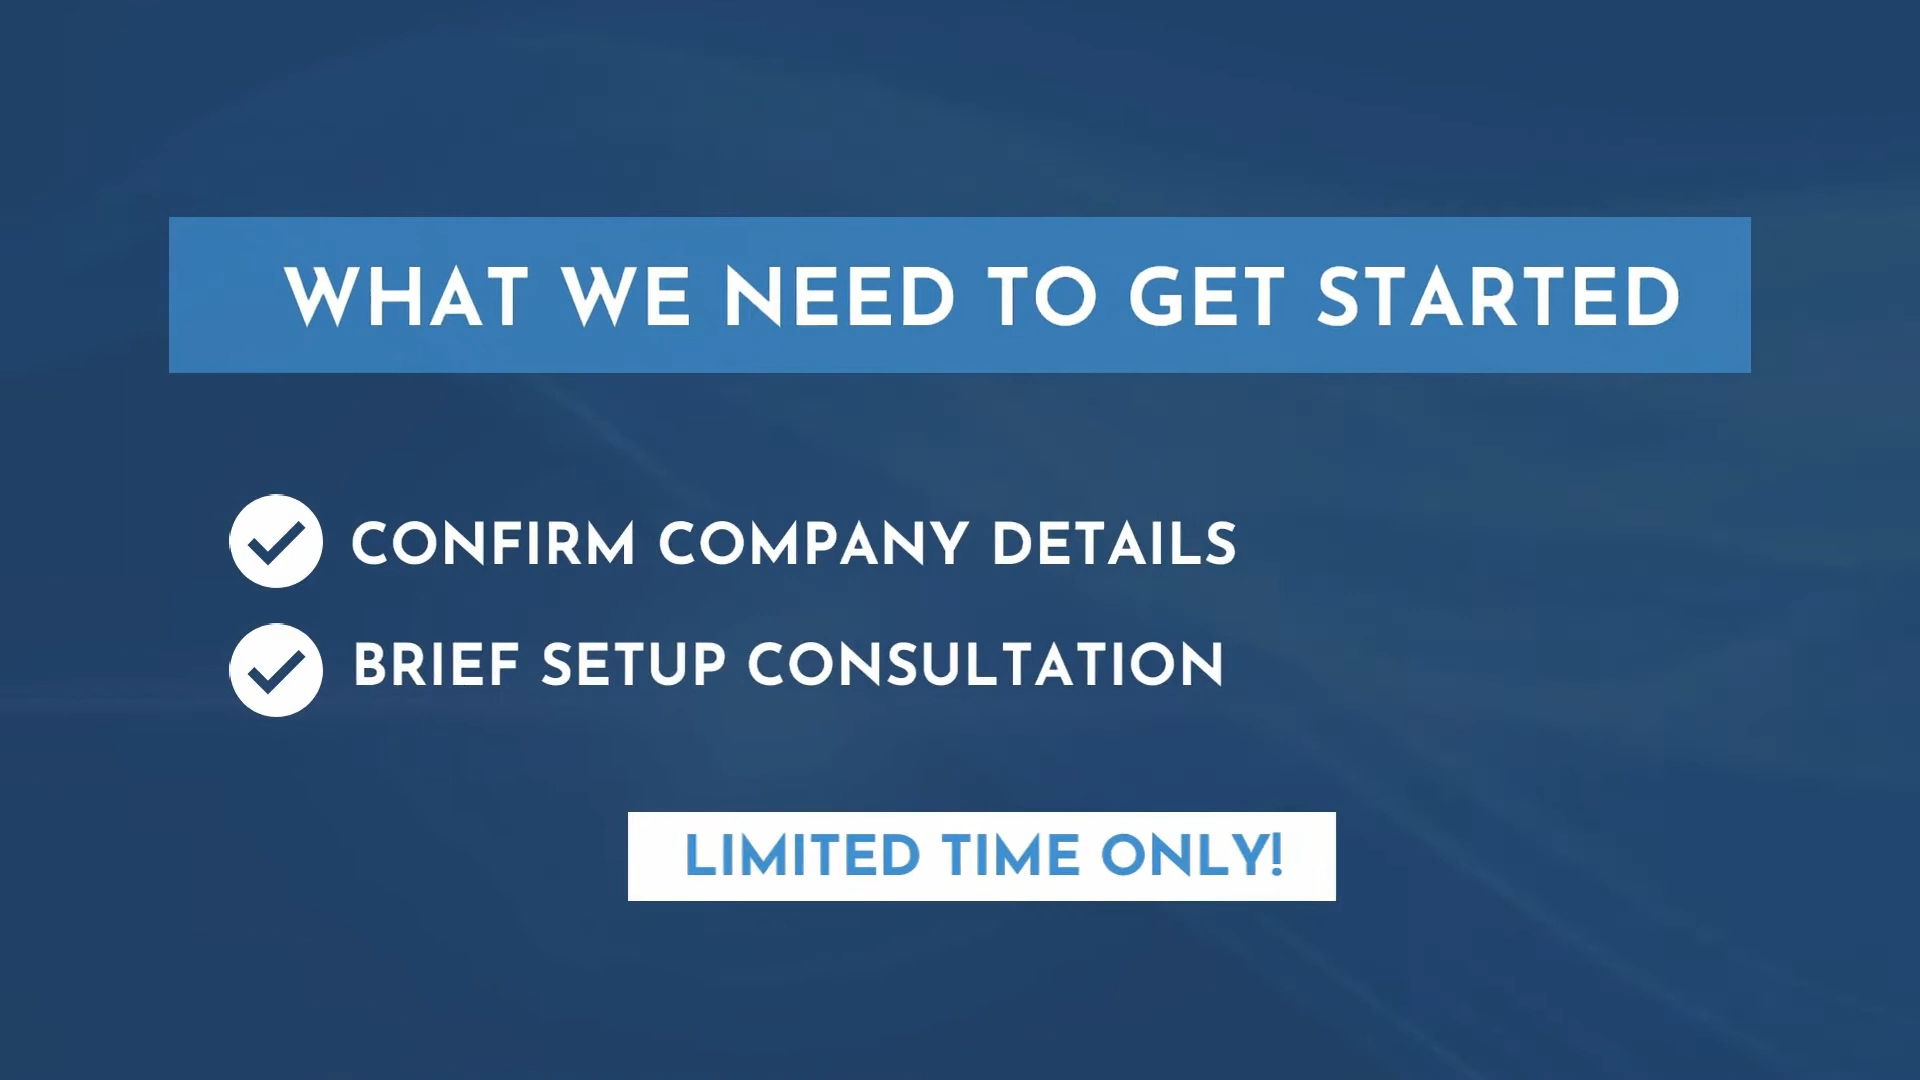 WHAT WE NEED TO GET STARTED
CONFIRM COMPANY DETAILS
BRIEF SETUP CONSULTATION
LIMITED TIME ONLY!